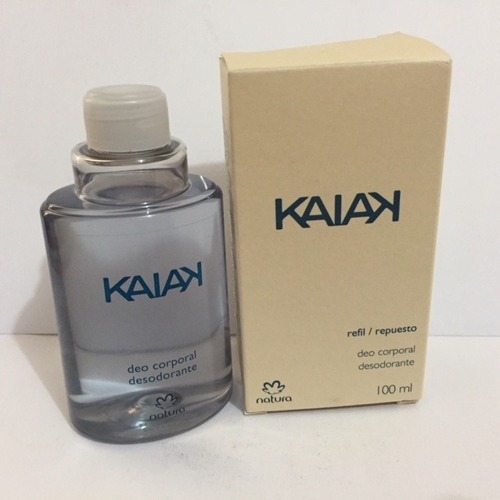 KAIAK
deo corporal
desodorante
natura
KAIAK
refil / repuesto
deo corporal
desodorante
100 ml
natura